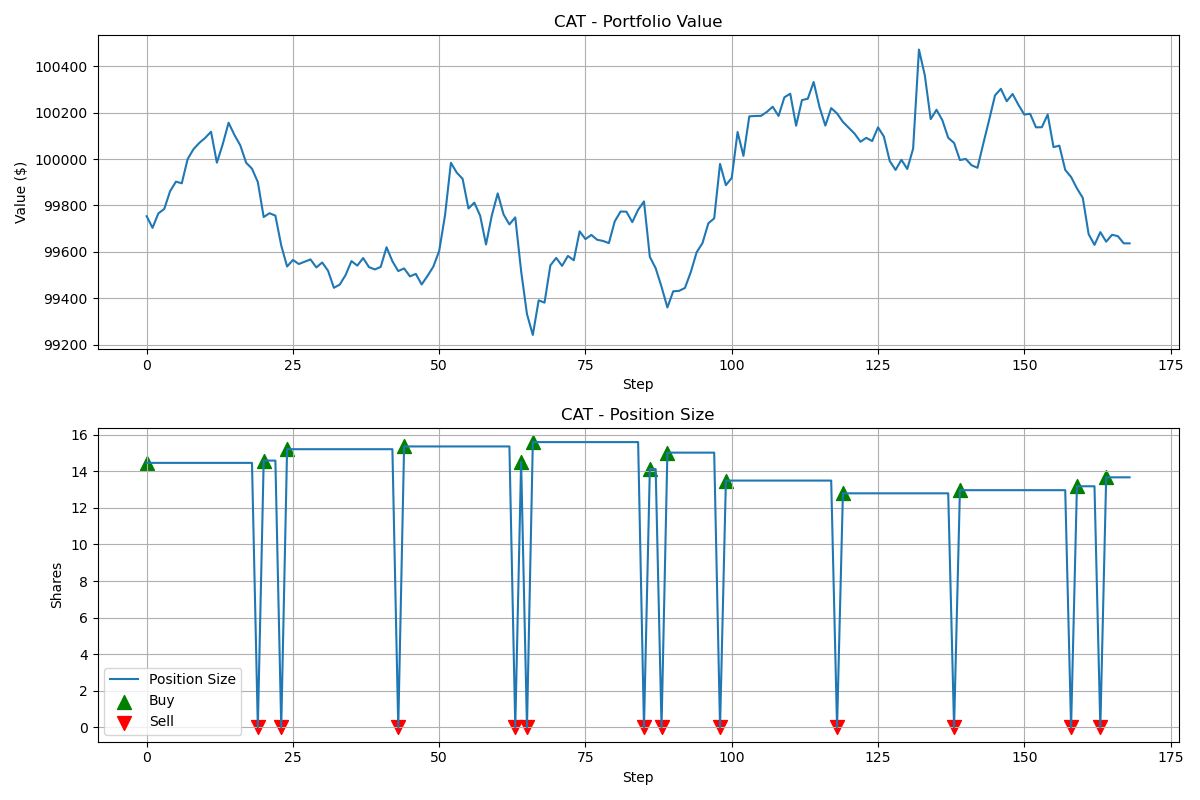 CAT - Portfolio Value
Value ($)
100400
100200
100000
99800
99600
99400
99200
0 25 50 75 100 125 150 175
Step
CAT - Position Size
Shares
16
14
12
10
8
6
4
2
0
Position Size
Buy
Sell
0 25 50 75 100 125 150 175
Step